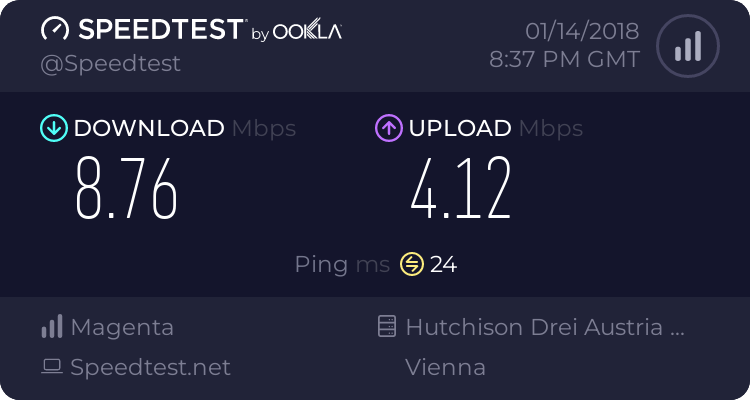 SPEEDTEST by OOKLA
@Speedtest
01/14/2018
8:37 PM GMT
DOWNLOAD Mbps
8.76
UPLOAD Mbps
4.12
Ping ms 24
Magenta
Speedtest.net
Hutchison Drei Austria ...
Vienna